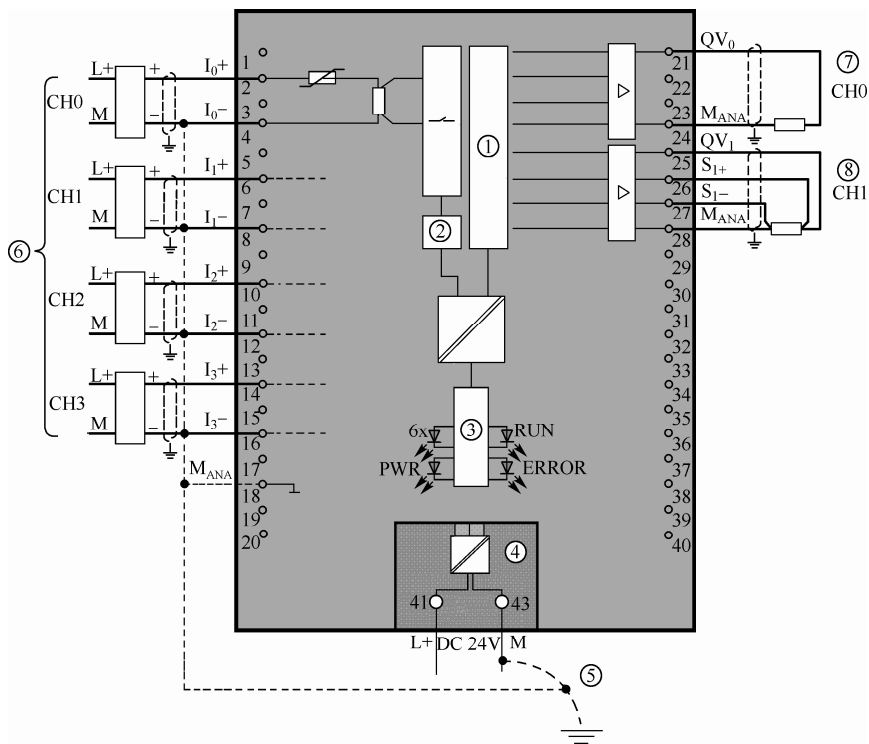 CH0
L+
+
I0+
M
−
I0−
CH1
L+
+
I1+
M
−
I1−
⑥
CH2
L+
+
I2+
M
−
I2−
CH3
L+
+
I3+
M
−
I3−
MANA
1
2
3
4
5
6
7
8
9
10
11
12
13
14
15
16
17
18
19
20
①
②
③
6x
RUN
PWR
ERROR
④
41
43
L+
DC 24V
M
⑤
21
22
23
24
25
26
27
28
29
30
31
32
33
34
35
36
37
38
39
40
QV0
MANA
⑦
CH0
QV1
S1+
S1−
MANA
⑧
CH1